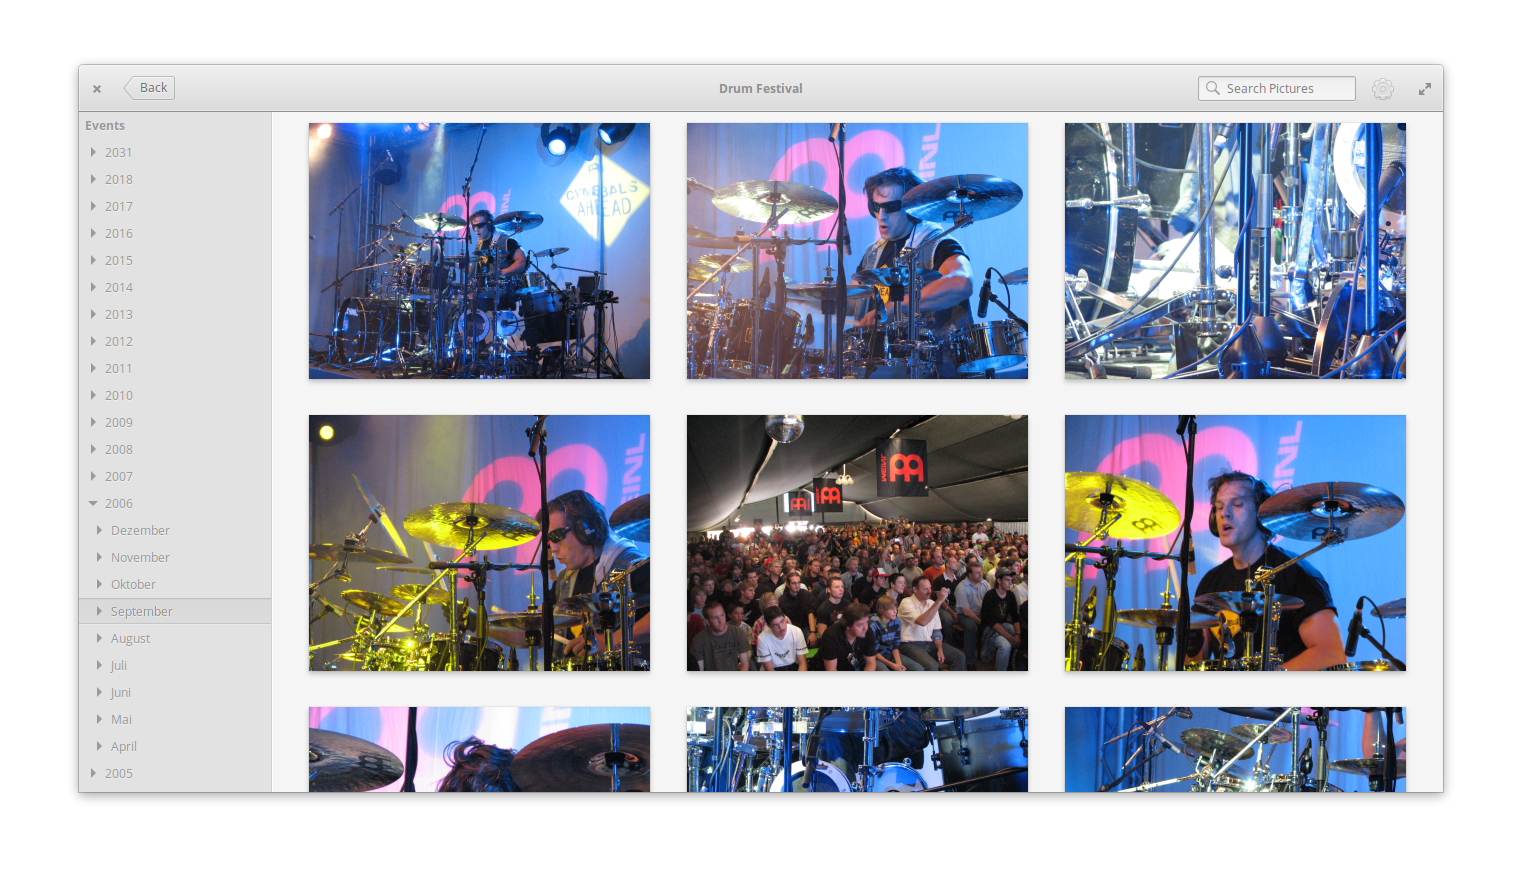 Back
Drum Festival
Search Pictures
Events
2031
2018
2017
2016
2015
2014
2013
2012
2011
2010
2009
2008
2007
2006
Dezember
November
Oktober
September
August
Juli
Juni
Mai
April
2005
CYMBALS
AHEAD
MEINL